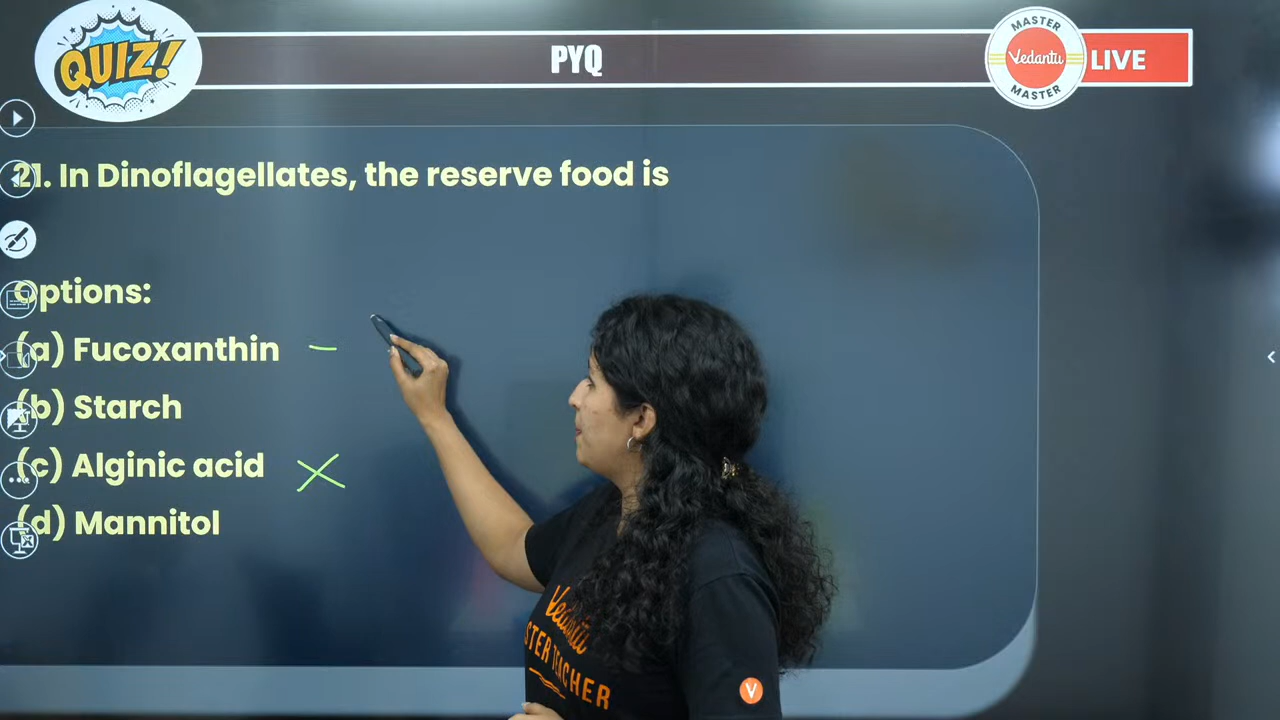 QUIZ!
PYQ
MASTER
Vedantu
MASTER
LIVE
21. In Dinoflagellates, the reserve food is
Options:
(a) Fucoxanthin –
(b) Starch
(c) Alginic acid ×
(d) Mannitol
Vedantu
STER TEACHER
V